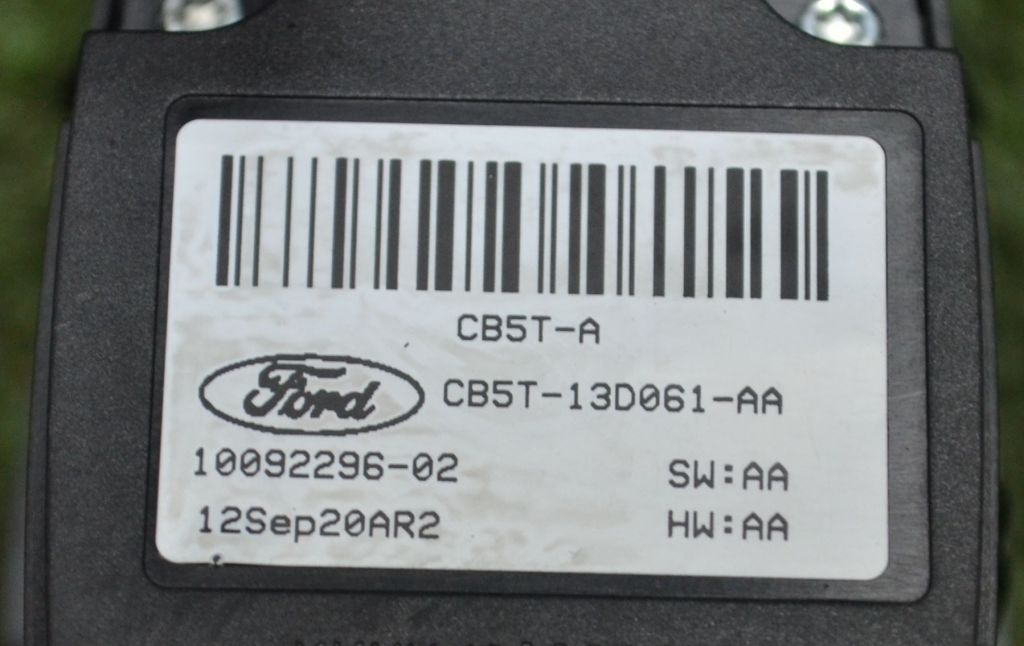 CB5T-A
Ford
CB5T-13D061-AA
10092296-02
SW:AA
12Sep20AR2
HW:AA